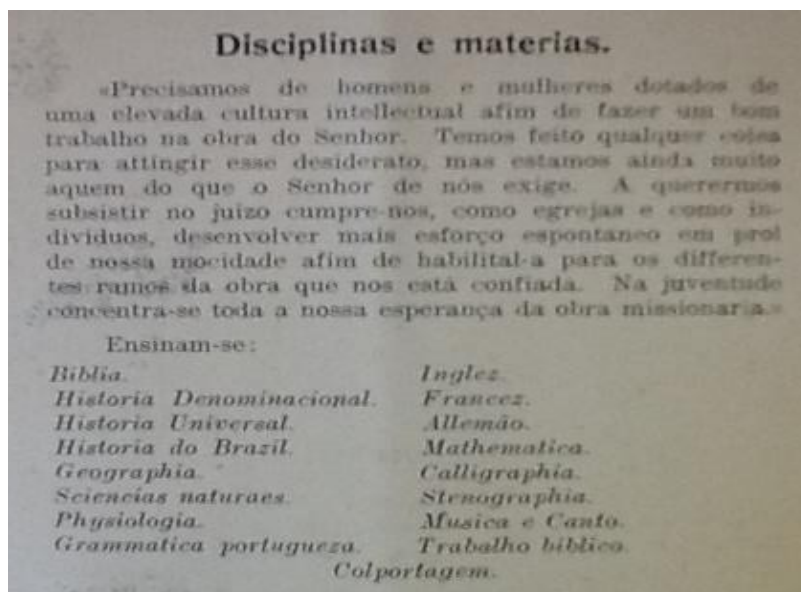 Disciplinas e materias.
«Precisamos de homens e mulheres dotados de
uma elevada cultura intellectual afim de fazer um bom
trabalho na obra do Senhor. Temos feito qualquer coisa
para attingir esse desiderato, mas estamos ainda muito
aquem do que o Senhor de nós exige. A querermos
subsistir no juizo cumpre-nos, como egrejas e como in-
dividuos, desenvolver mais esforço espontaneo em prol
de nossa mocidade afim de habilital-a para os differen-
tes ramos da obra que nos está confiada. Na juventude
concentra-se toda a nossa esperança da obra missionaria.»
Ensinam-se:
Biblia. Inglez.
Historia Denominacional. Francez.
Historia Universal. Allemão.
Historia do Brazil. Mathematica.
Geographia. Calligraphia.
Sciencias naturaes. Stenographia.
Physiologia. Musica e Canto.
Grammatica portugueza. Trabalho biblico.
Colportagem.